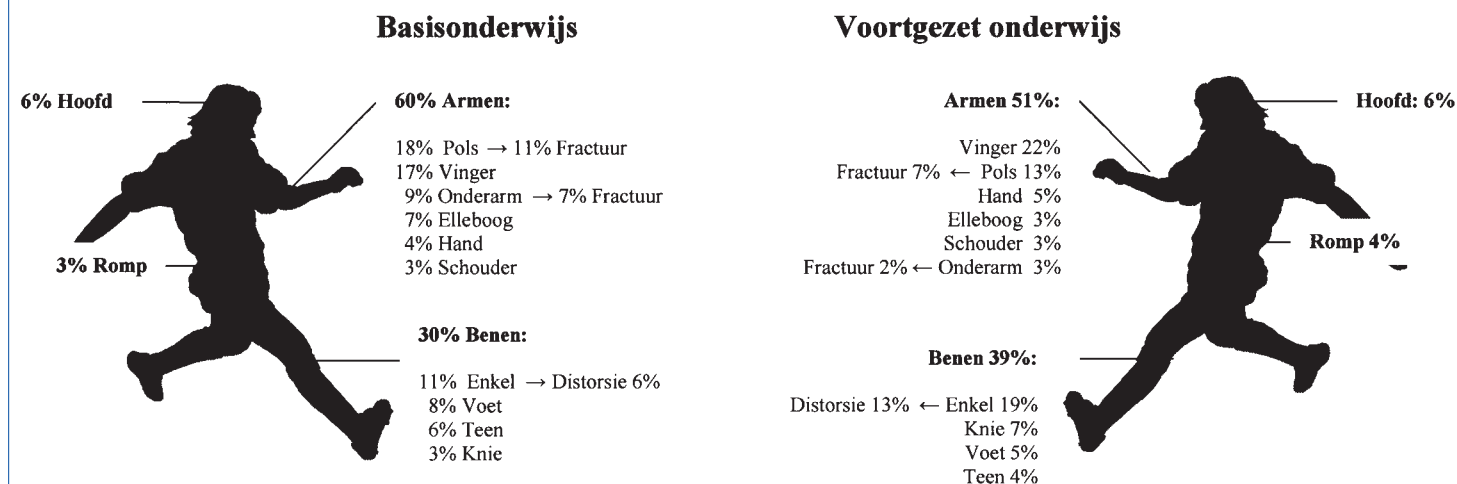 Basisonderwijs
6% Hoofd
60% Armen:
18% Pols → 11% Fractuur
17% Vinger
9% Onderarm → 7% Fractuur
7% Elleboog
4% Hand
3% Schouder
3% Romp
30% Benen:
11% Enkel → Distorsie 6%
8% Voet
6% Teen
3% Knie
Voortgezet onderwijs
Armen 51%:
Hoofd: 6%
Vinger 22%
Fractuur 7% ← Pols 13%
Hand 5%
Elleboog 3%
Schouder 3%
Fractuur 2% ← Onderarm 3%
Romp 4%
Benen 39%:
Distorsie 13% ← Enkel 19%
Knie 7%
Voet 5%
Teen 4%